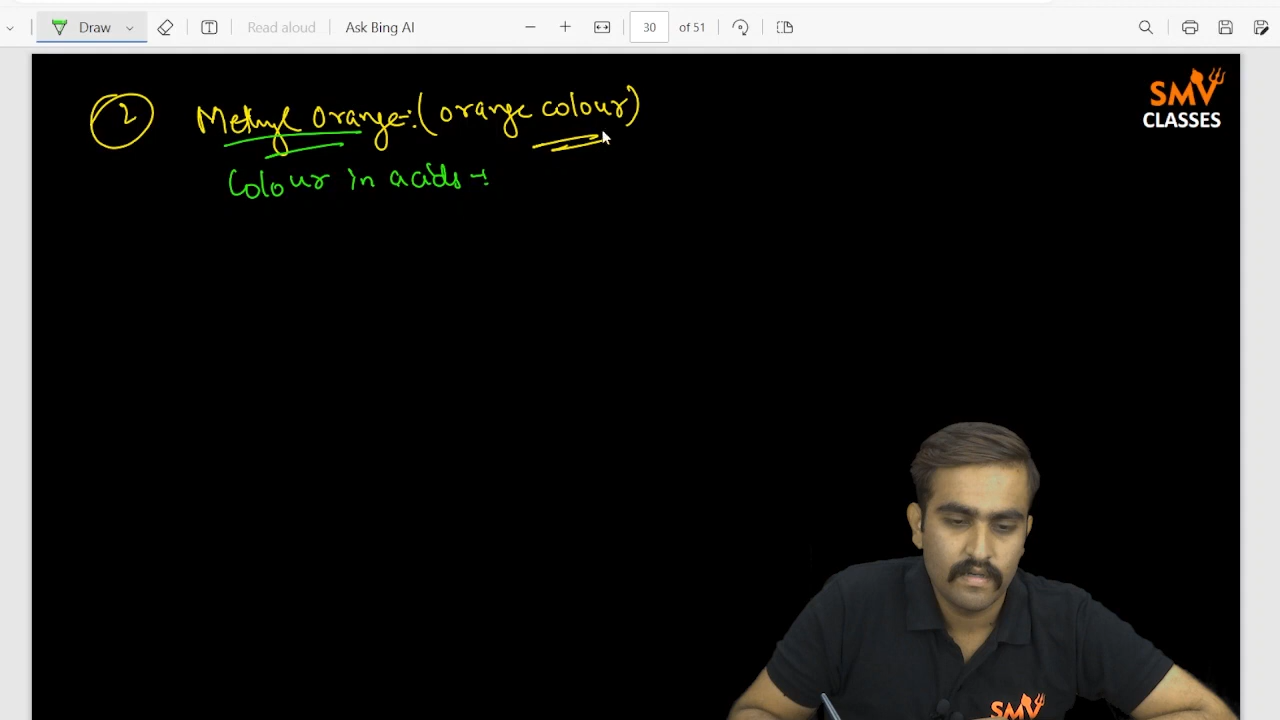 Draw
Read aloud
Ask Bing AI
30 of 51
SMV
CLASSES
2 Methyl Orange:- (orange colour)
Colour in acids -:
SMV